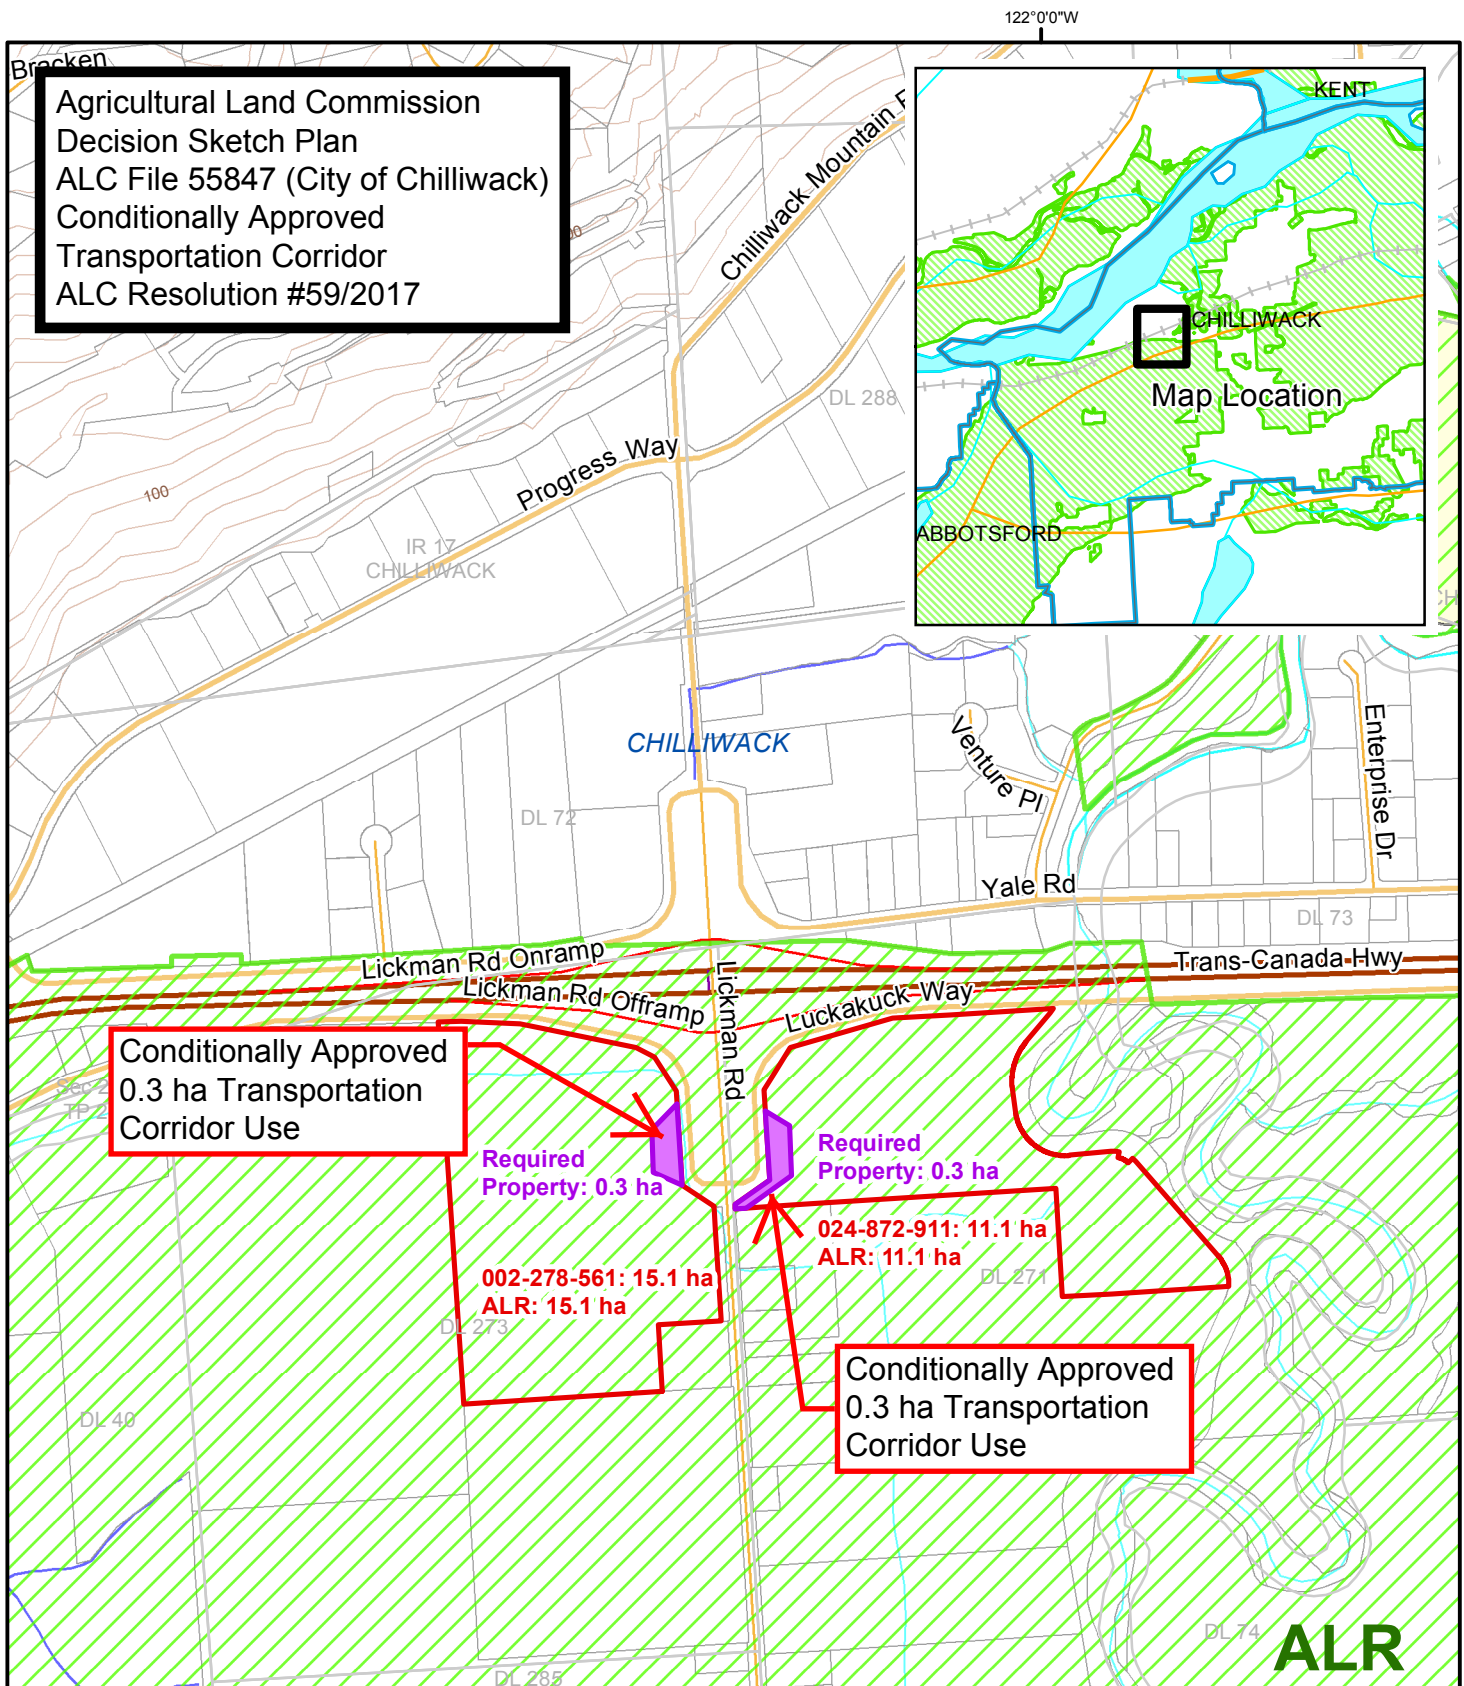 122°0'0"W
Bracken
Agricultural Land Commission
Decision Sketch Plan
ALC File 55847 (City of Chilliwack)
Conditionally Approved
Transportation Corridor
ALC Resolution #59/2017
Chilliwack Mountain
KENT
CHILLIWACK
Map Location
ABBOTSFORD
DL 288
Progress Way
100
IR 17
CHILLIWACK
CHILLIWACK
Venture Pl
Enterprise Dr
DL 72
Yale Rd
DL 73
Lickman Rd Onramp
Trans-Canada Hwy
Lickman Rd Offramp
Luckakuck Way
Lickman Rd
Conditionally Approved
0.3 ha Transportation
Corridor Use
Sec 2
TP 2
Required
Property: 0.3 ha
Required
Property: 0.3 ha
024-872-911: 11.1 ha
ALR: 11.1 ha
DL 271
002-278-561: 15.1 ha
ALR: 15.1 ha
DL 273
Conditionally Approved
0.3 ha Transportation
Corridor Use
DL 40
DL 74
ALR
DL 285